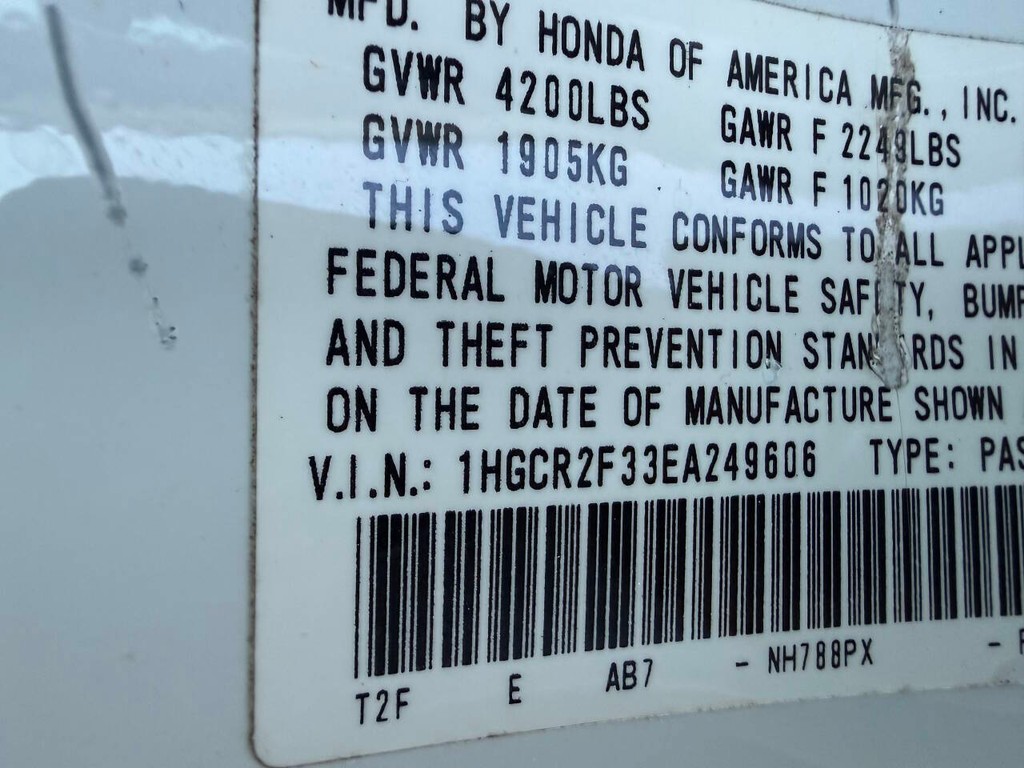 MFD. BY HONDA OF AMERICA MFG., INC.
GVWR 4200LBS GAWR F 2249LBS
GVWR 1905KG GAWR F 1020KG
THIS VEHICLE CONFORMS TO ALL APPL
FEDERAL MOTOR VEHICLE SAFETY, BUMP
AND THEFT PREVENTION STANDARDS IN
ON THE DATE OF MANUFACTURE SHOWN
V.I.N.: 1HGCR2F33EA249606 TYPE: PAS
T2F E AB7 - NH788PX -